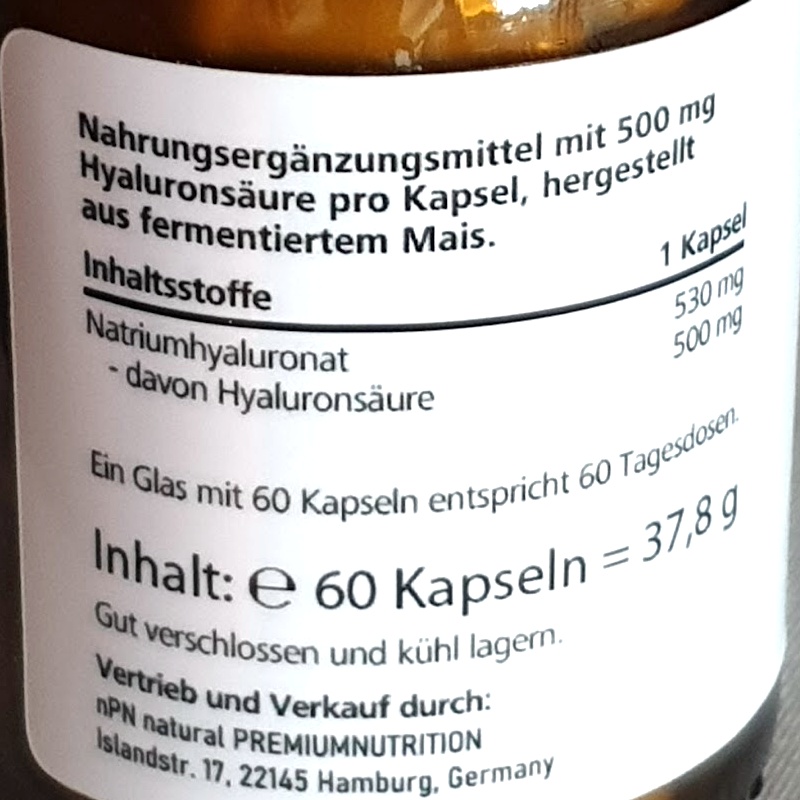 Nahrungsergänzungsmittel mit 500 mg
Hyaluronsäure pro Kapsel, hergestellt
aus fermentiertem Mais.
Inhaltsstoffe 1 Kapsel
Natriumhyaluronat 530 mg
- davon Hyaluronsäure 500 mg
Ein Glas mit 60 Kapseln entspricht 60 Tagesdosen.
Inhalt: ℮ 60 Kapseln = 37,8 g
Gut verschlossen und kühl lagern.
Vertrieb und Verkauf durch:
nPN natural PREMIUMNUTRITION
Islandstr. 17, 22145 Hamburg, Germany